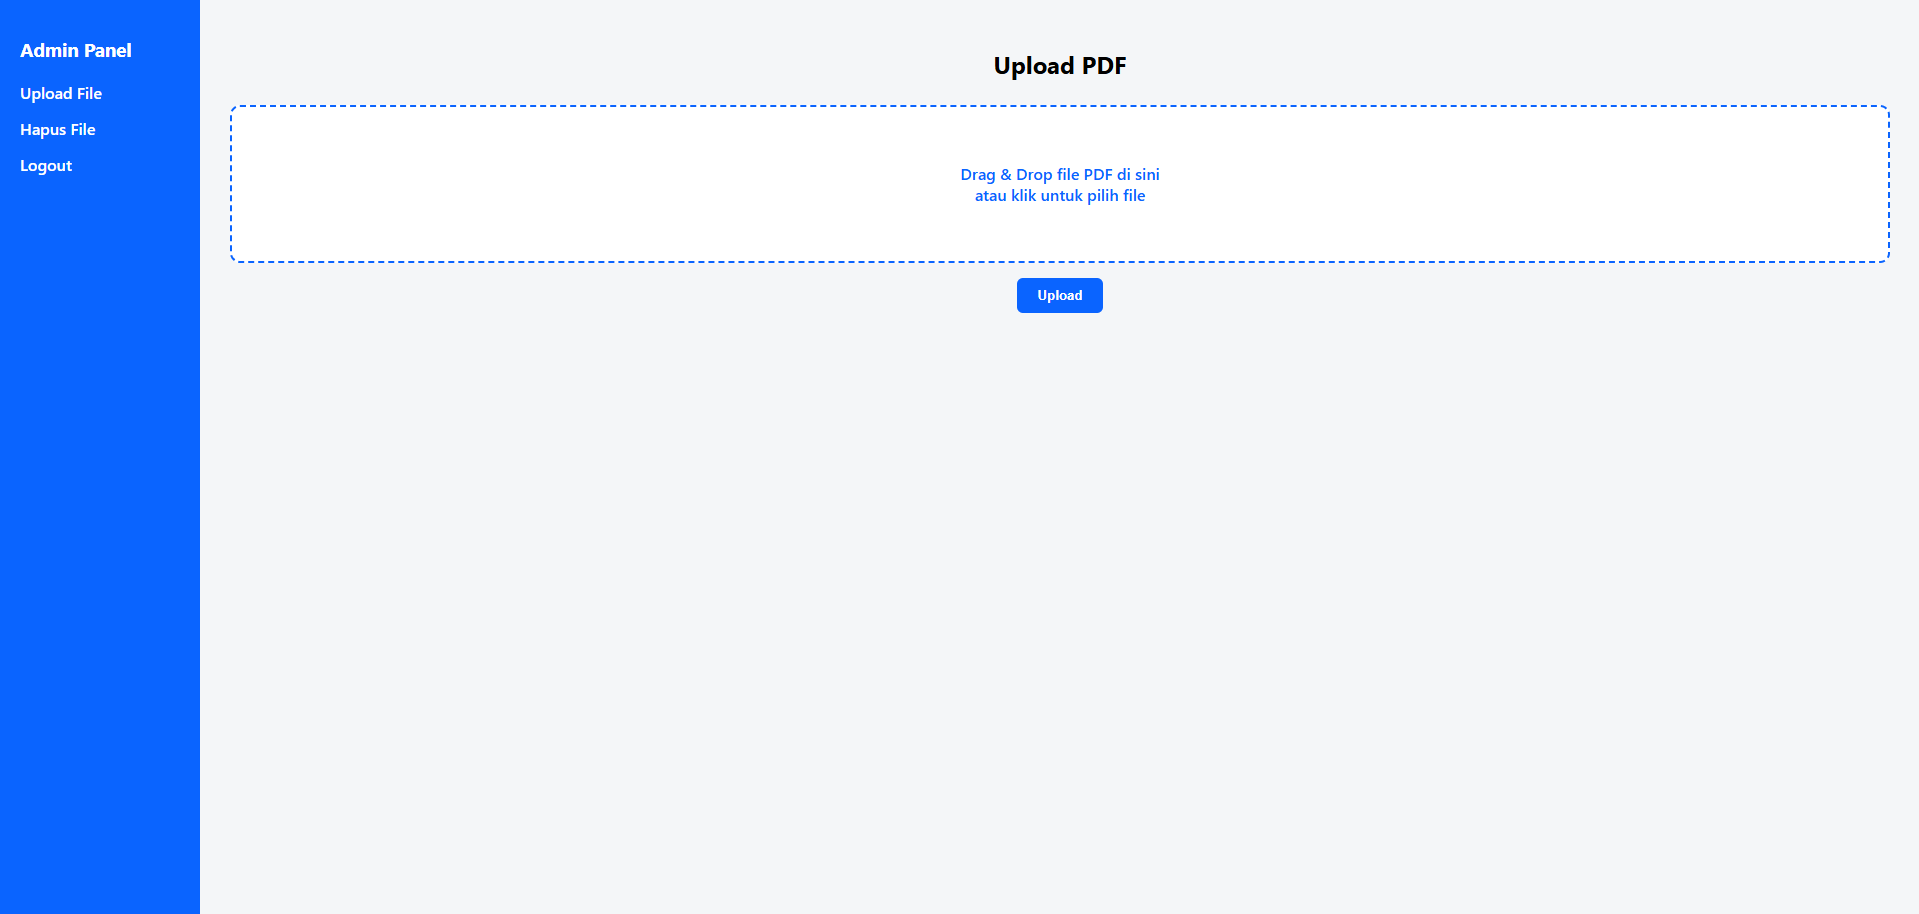 Admin Panel
Upload File
Hapus File
Logout
Upload PDF
Drag & Drop file PDF di sini
atau klik untuk pilih file
Upload